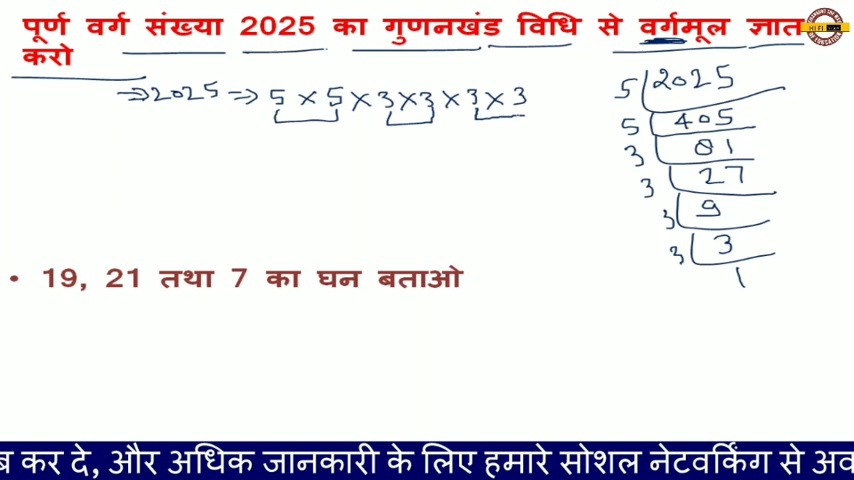 पूर्ण वर्ग संख्या 2025 का गुणनखंड विधि से वर्गमूल ज्ञात
करो
⇒2025 ⇒ 5 × 5 × 3 × 3 × 3 × 3
5 2025
5 405
3 81
3 27
3 9
3 3
1
• 19, 21 तथा 7 का घन बताओ
ब कर दे, और अधिक जानकारी के लिए हमारे सोशल नेटवर्किंग से अव